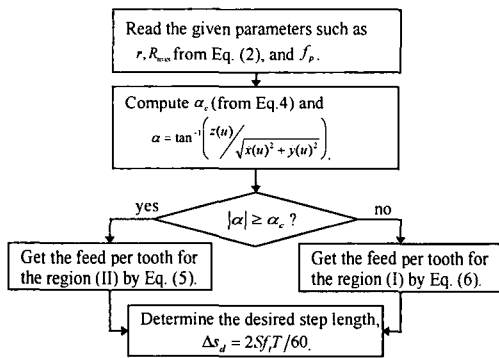 Read the given parameters such as
r, R_max from Eq. (2), and f_p.
Compute α_c (from Eq.4) and
α = tan⁻¹(z(u)/√(x(u)² + y(u)²)).
|α| ≥ α_c ?
yes
no
Get the feed per tooth for
the region (II) by Eq. (5).
Get the feed per tooth for
the region (I) by Eq. (6).
Determine the desired step length,
Δs_d = 2Sf_tT/60.